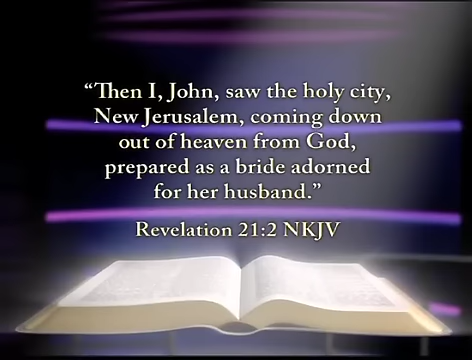 “Then I, John, saw the holy city,
New Jerusalem, coming down
out of heaven from God,
prepared as a bride adorned
for her husband.”
Revelation 21:2 NKJV